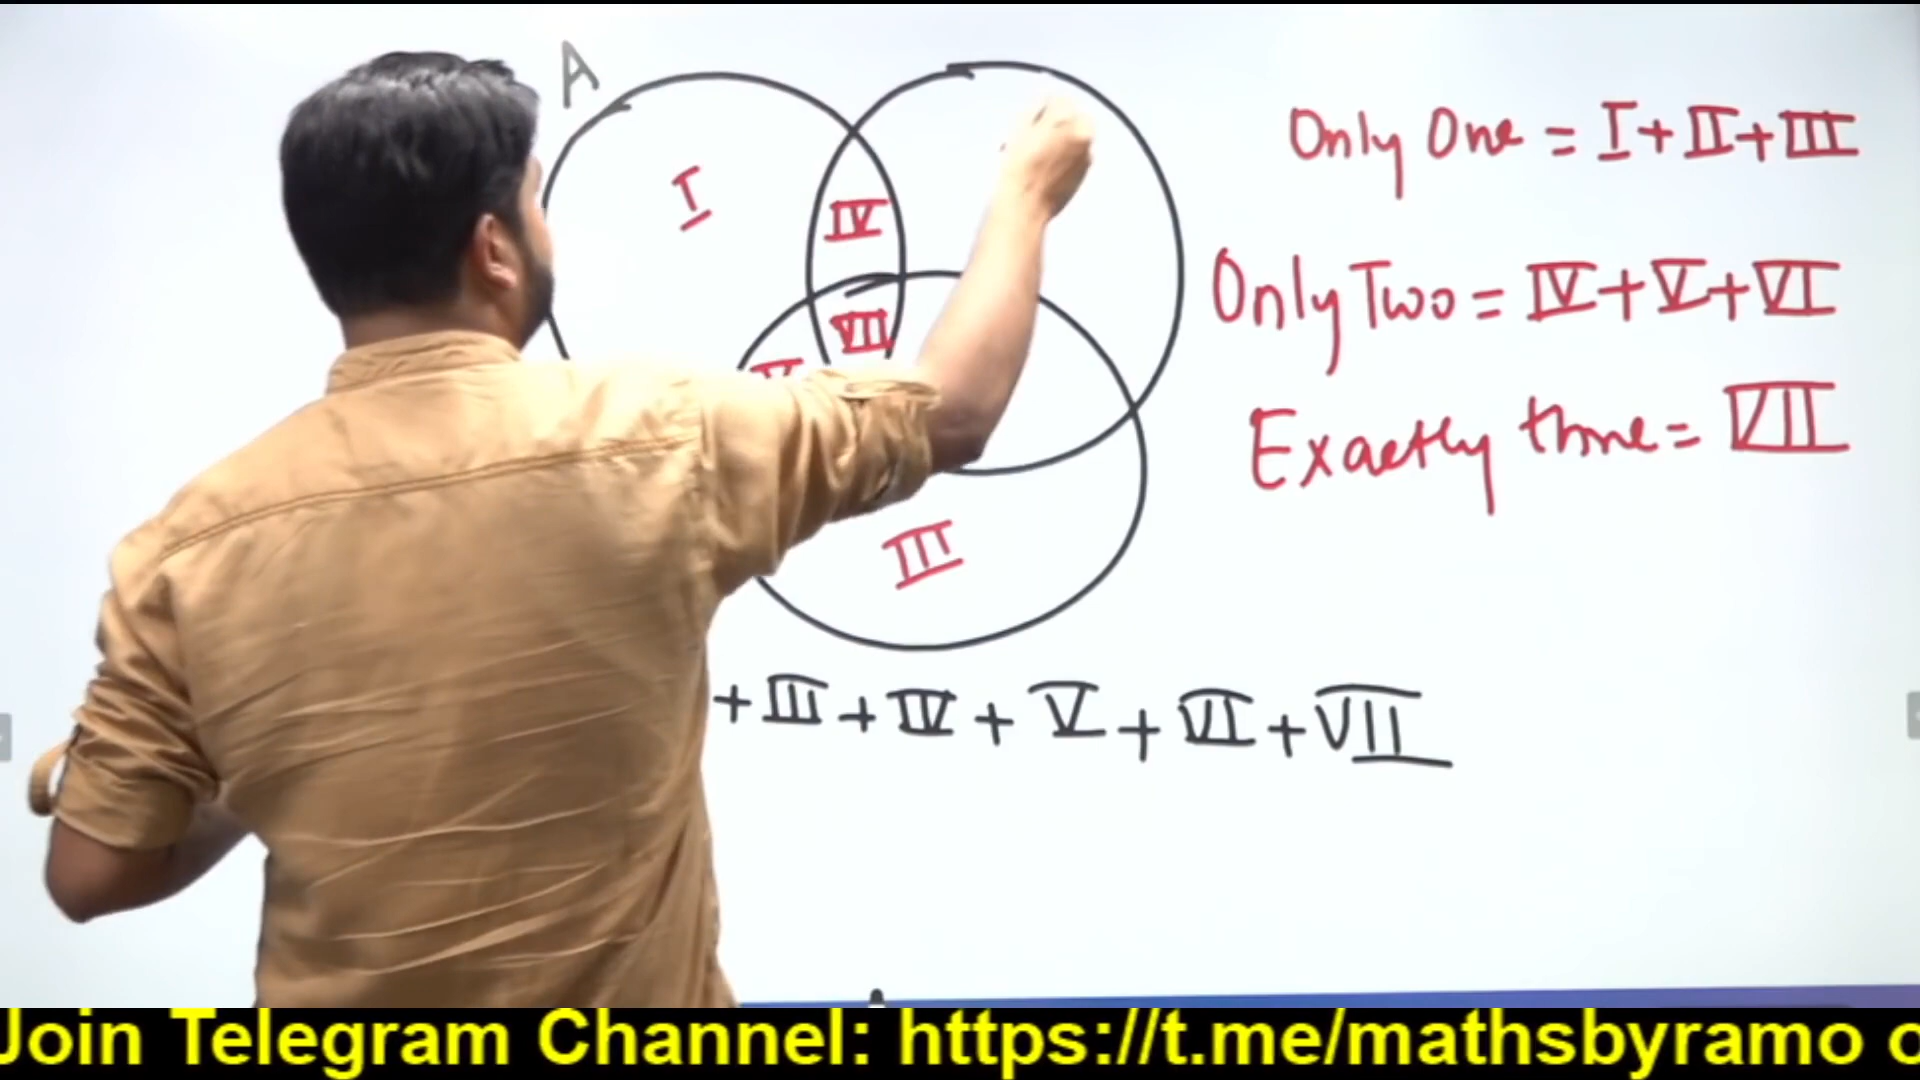 A
I
IV
VII
V
III
Only One = I + II + III
Only Two = IV + V + VI
Exactly three = VII
+ III + IV + V + VI + VII
Join Telegram Channel: https://t.me/mathsbyramo